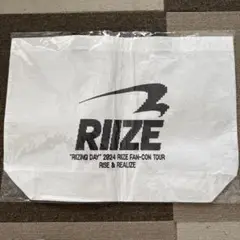 RIIZE
"RIIZING DAY" 2024 RIIZE FAN-CON TOUR
RISE & REALIZE